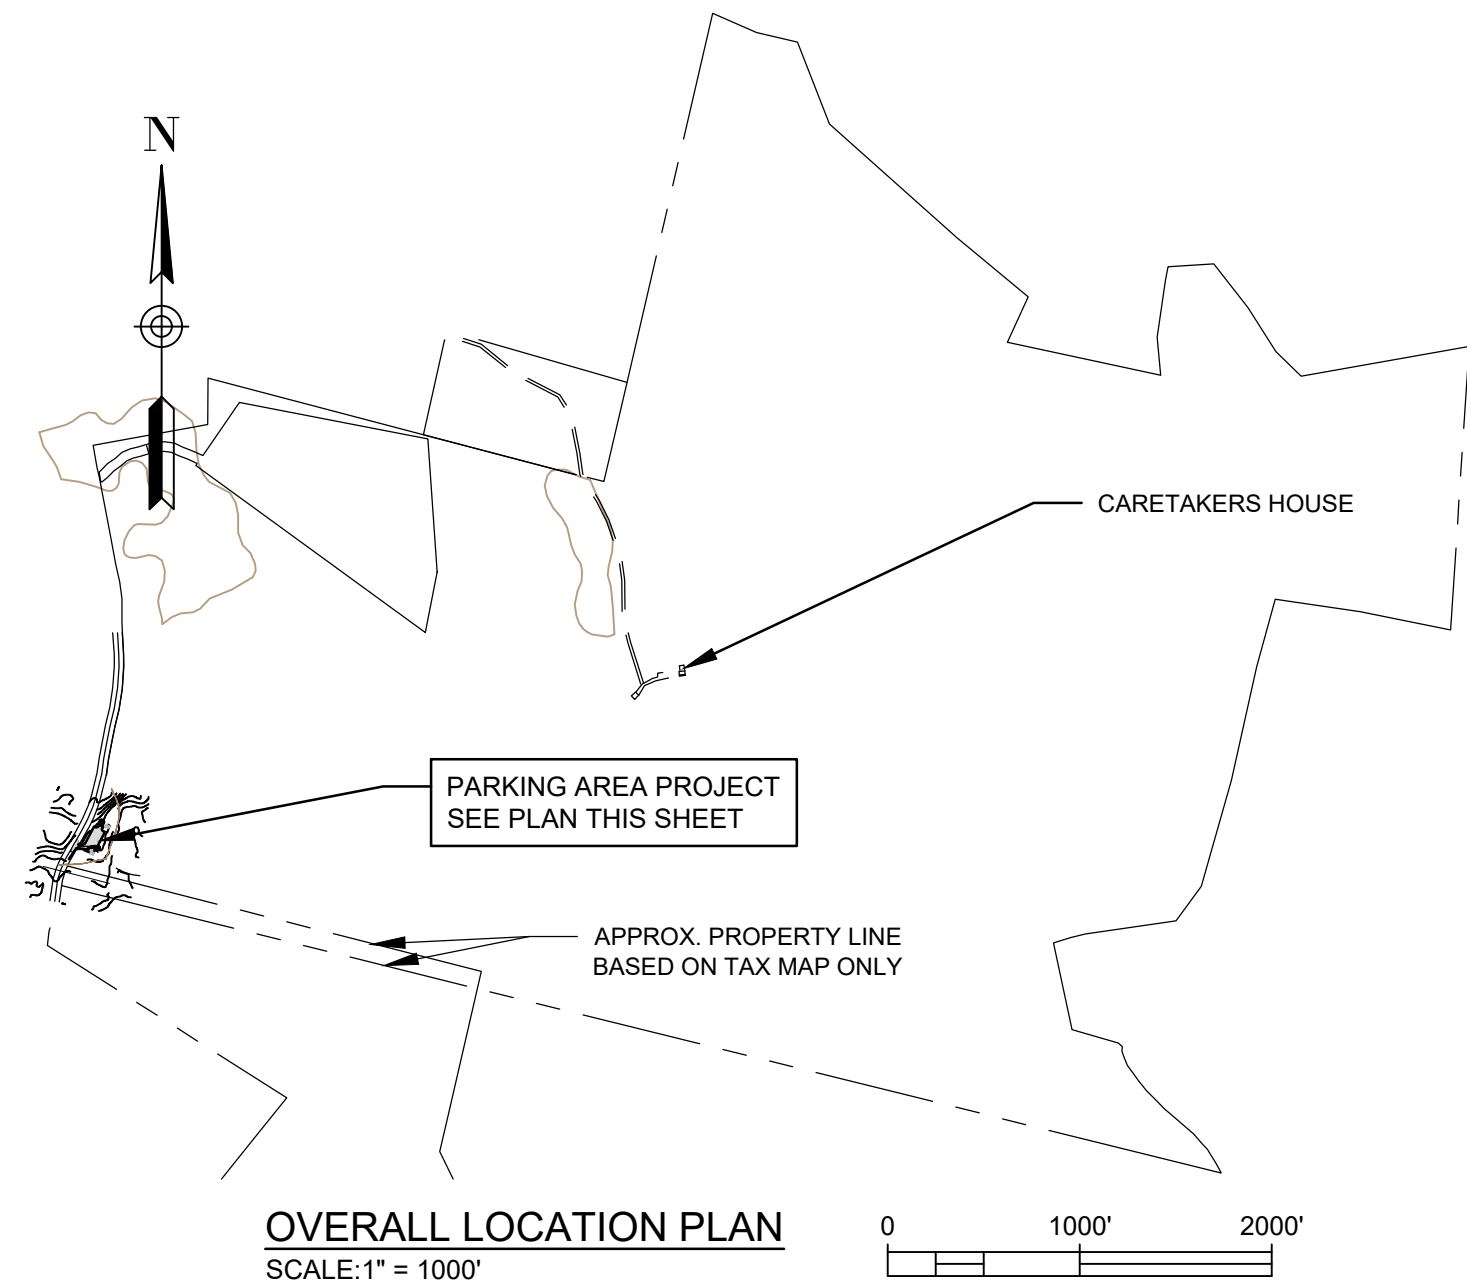 N
CARETAKERS HOUSE
PARKING AREA PROJECT
SEE PLAN THIS SHEET
APPROX. PROPERTY LINE
BASED ON TAX MAP ONLY
OVERALL LOCATION PLAN
SCALE:1" = 1000'
0 1000' 2000'